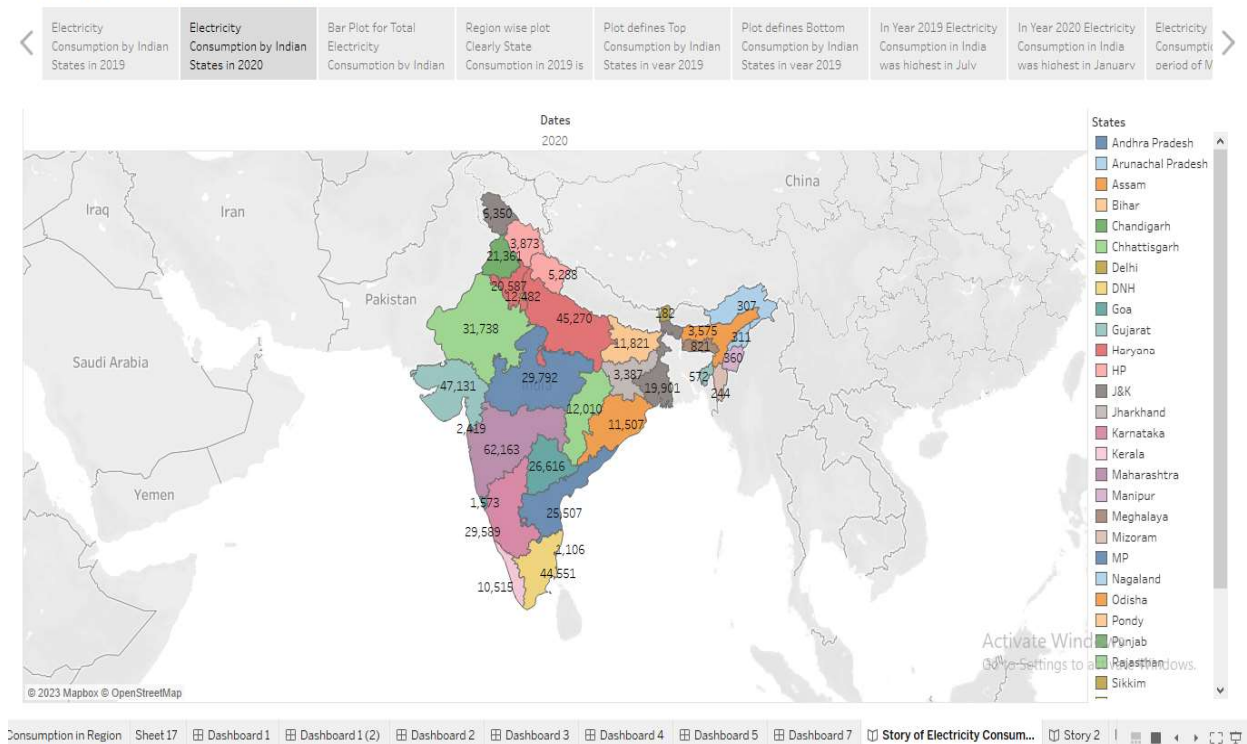 Electricity
Consumption by Indian
States in 2019
Electricity
Consumption by Indian
States in 2020
Bar Plot for Total
Electricity
Consumption by Indian
Region wise plot
Clearly State
Consumption in 2019 is
Plot defines Top
Consumption by Indian
States in year 2019
Plot defines Bottom
Consumption by Indian
States in year 2019
In Year 2019 Electricity
Consumption in India
was highest in July
In Year 2020 Electricity
Consumption in India
was highest in January
Electricity
Consumptic
period of M
Dates
2020
Iraq
Iran
China
Pakistan
Saudi Arabia
Yemen
India
5,350
3,873
21,361
5,288
20,587
12,482
31,738
45,270
182
307
3,575
311
821
11,821
360
3,387
572
244
29,792
47,131
19,901
12,010
11,507
2,419
62,163
26,616
1,573
25,507
29,589
2,106
44,551
10,515
© 2023 Mapbox © OpenStreetMap
States
Andhra Pradesh
Arunachal Pradesh
Assam
Bihar
Chandigarh
Chhattisgarh
Delhi
DNH
Goa
Gujarat
Haryana
HP
J&K
Jharkhand
Karnataka
Kerala
Maharashtra
Manipur
Meghalaya
Mizoram
MP
Nagaland
Odisha
Pondy
Punjab
Rajasthan
Sikkim
Activate Windows
Go to Settings to activate Windows.
Consumption in Region
Sheet 17
Dashboard 1
Dashboard 1 (2)
Dashboard 2
Dashboard 3
Dashboard 4
Dashboard 5
Dashboard 7
Story of Electricity Consum...
Story 2